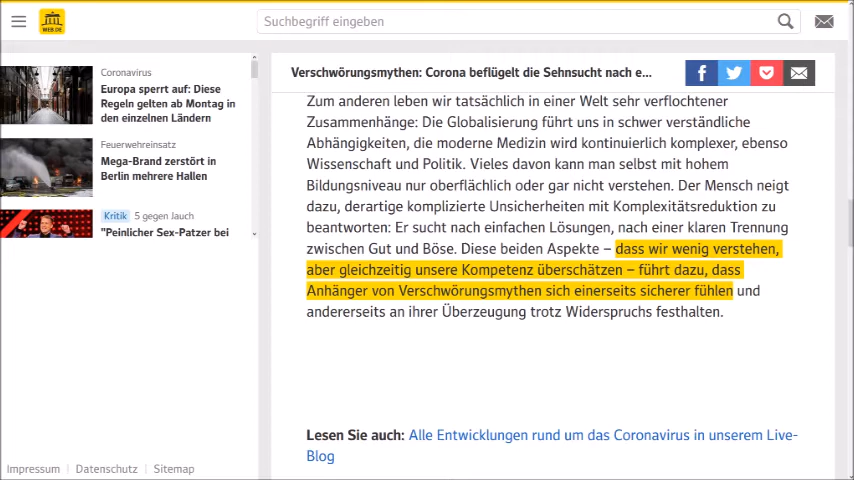 WEB.DE
Suchbegriff eingeben
Coronavirus
Europa sperrt auf: Diese
Regeln gelten ab Montag in
den einzelnen Ländern
Feuerwehreinsatz
Mega-Brand zerstört in
Berlin mehrere Hallen
Kritik 5 gegen Jauch
"Peinlicher Sex-Patzer bei
Impressum | Datenschutz | Sitemap
Verschwörungsmythen: Corona beflügelt die Sehnsucht nach e...
Zum anderen leben wir tatsächlich in einer Welt sehr verflochtener
Zusammenhänge: Die Globalisierung führt uns in schwer verständliche
Abhängigkeiten, die moderne Medizin wird kontinuierlich komplexer, ebenso
Wissenschaft und Politik. Vieles davon kann man selbst mit hohem
Bildungsniveau nur oberflächlich oder gar nicht verstehen. Der Mensch neigt
dazu, derartige komplizierte Unsicherheiten mit Komplexitätsreduktion zu
beantworten: Er sucht nach einfachen Lösungen, nach einer klaren Trennung
zwischen Gut und Böse. Diese beiden Aspekte – dass wir wenig verstehen,
aber gleichzeitig unsere Kompetenz überschätzen – führt dazu, dass
Anhänger von Verschwörungsmythen sich einerseits sicherer fühlen und
andererseits an ihrer Überzeugung trotz Widerspruchs festhalten.
Lesen Sie auch: Alle Entwicklungen rund um das Coronavirus in unserem Live-
Blog